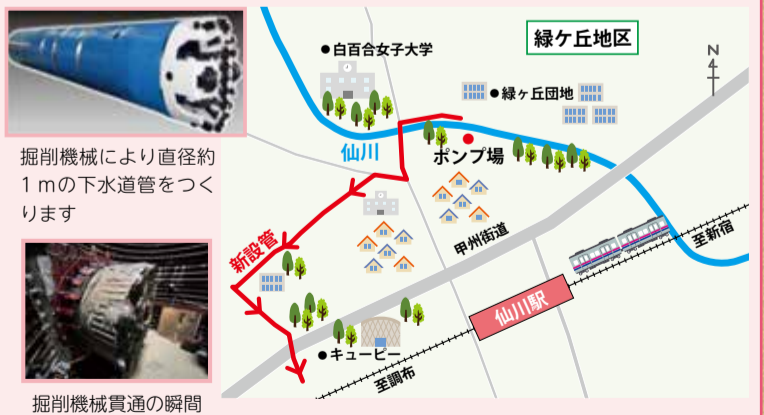 掘削機械により直径約
1mの下水道管をつく
ります
掘削機械貫通の瞬間
緑ケ丘地区
N
●白百合女子大学
●緑ヶ丘団地
仙川
ポンプ場
新設管
甲州街道
至新宿
仙川駅
●キューピー
至調布